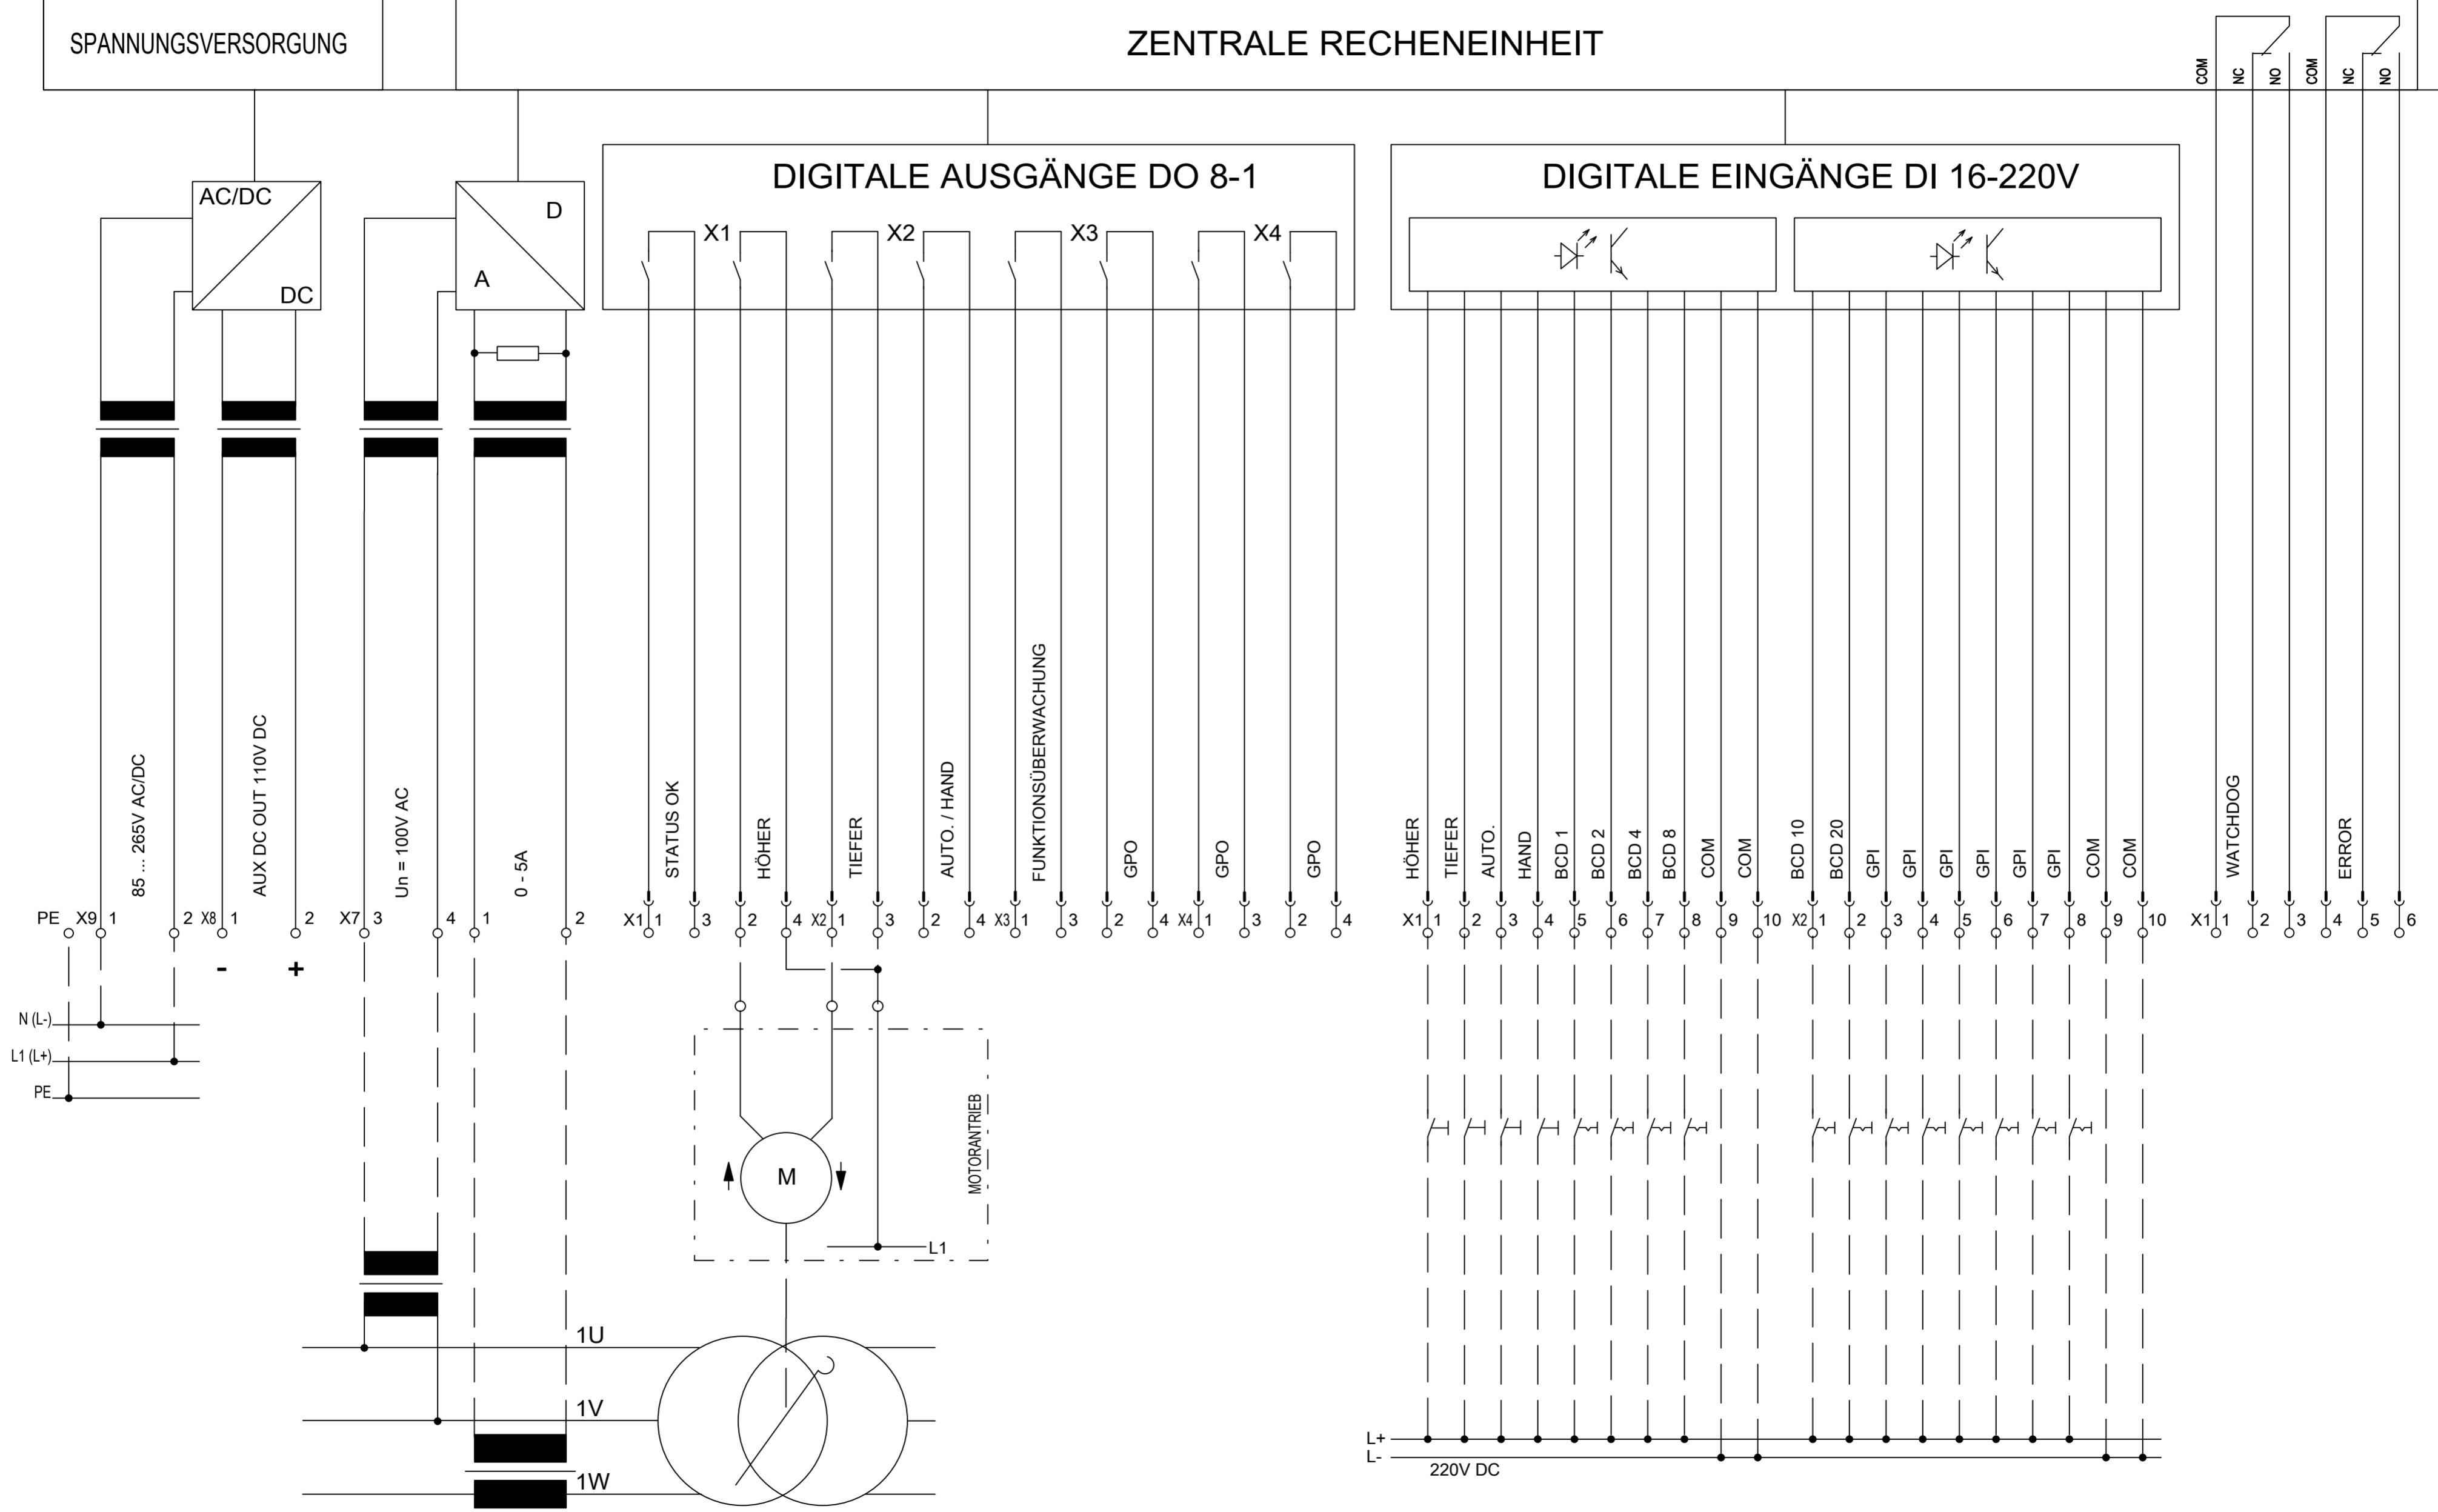 SPANNUNGSVERSORGUNG
ZENTRALE RECHENEINHEIT
COM
NC
NO
COM
NC
NO
AC/DC
DC
D
A
DIGITALE AUSGÄNGE DO 8-1
X1
X2
X3
X4
DIGITALE EINGÄNGE DI 16-220V
85 ... 265V AC/DC
AUX DC OUT 110V DC
Un = 100V AC
0 - 5A
STATUS OK
HÖHER
TIEFER
AUTO. / HAND
FUNKTIONSÜBERWACHUNG
GPO
GPO
GPO
HÖHER
TIEFER
AUTO.
HAND
BCD 1
BCD 2
BCD 4
BCD 8
COM
COM
BCD 10
BCD 20
GPI
GPI
GPI
GPI
GPI
GPI
COM
COM
WATCHDOG
ERROR
PE X9 1 2 X8 1 2 X7 3 4 1 2
X1 1 3 2 4 X2 1 3 2 4 X3 1 3 2 4 X4 1 3 2 4
X1 1 2 3 4 5 6 7 8 9 10 X2 1 2 3 4 5 6 7 8 9 10
X1 1 2 3 4 5 6
- +
N (L-)
L1 (L+)
PE
MOTORANTRIEB
M
L1
1U
1V
1W
L+
L-
220V DC